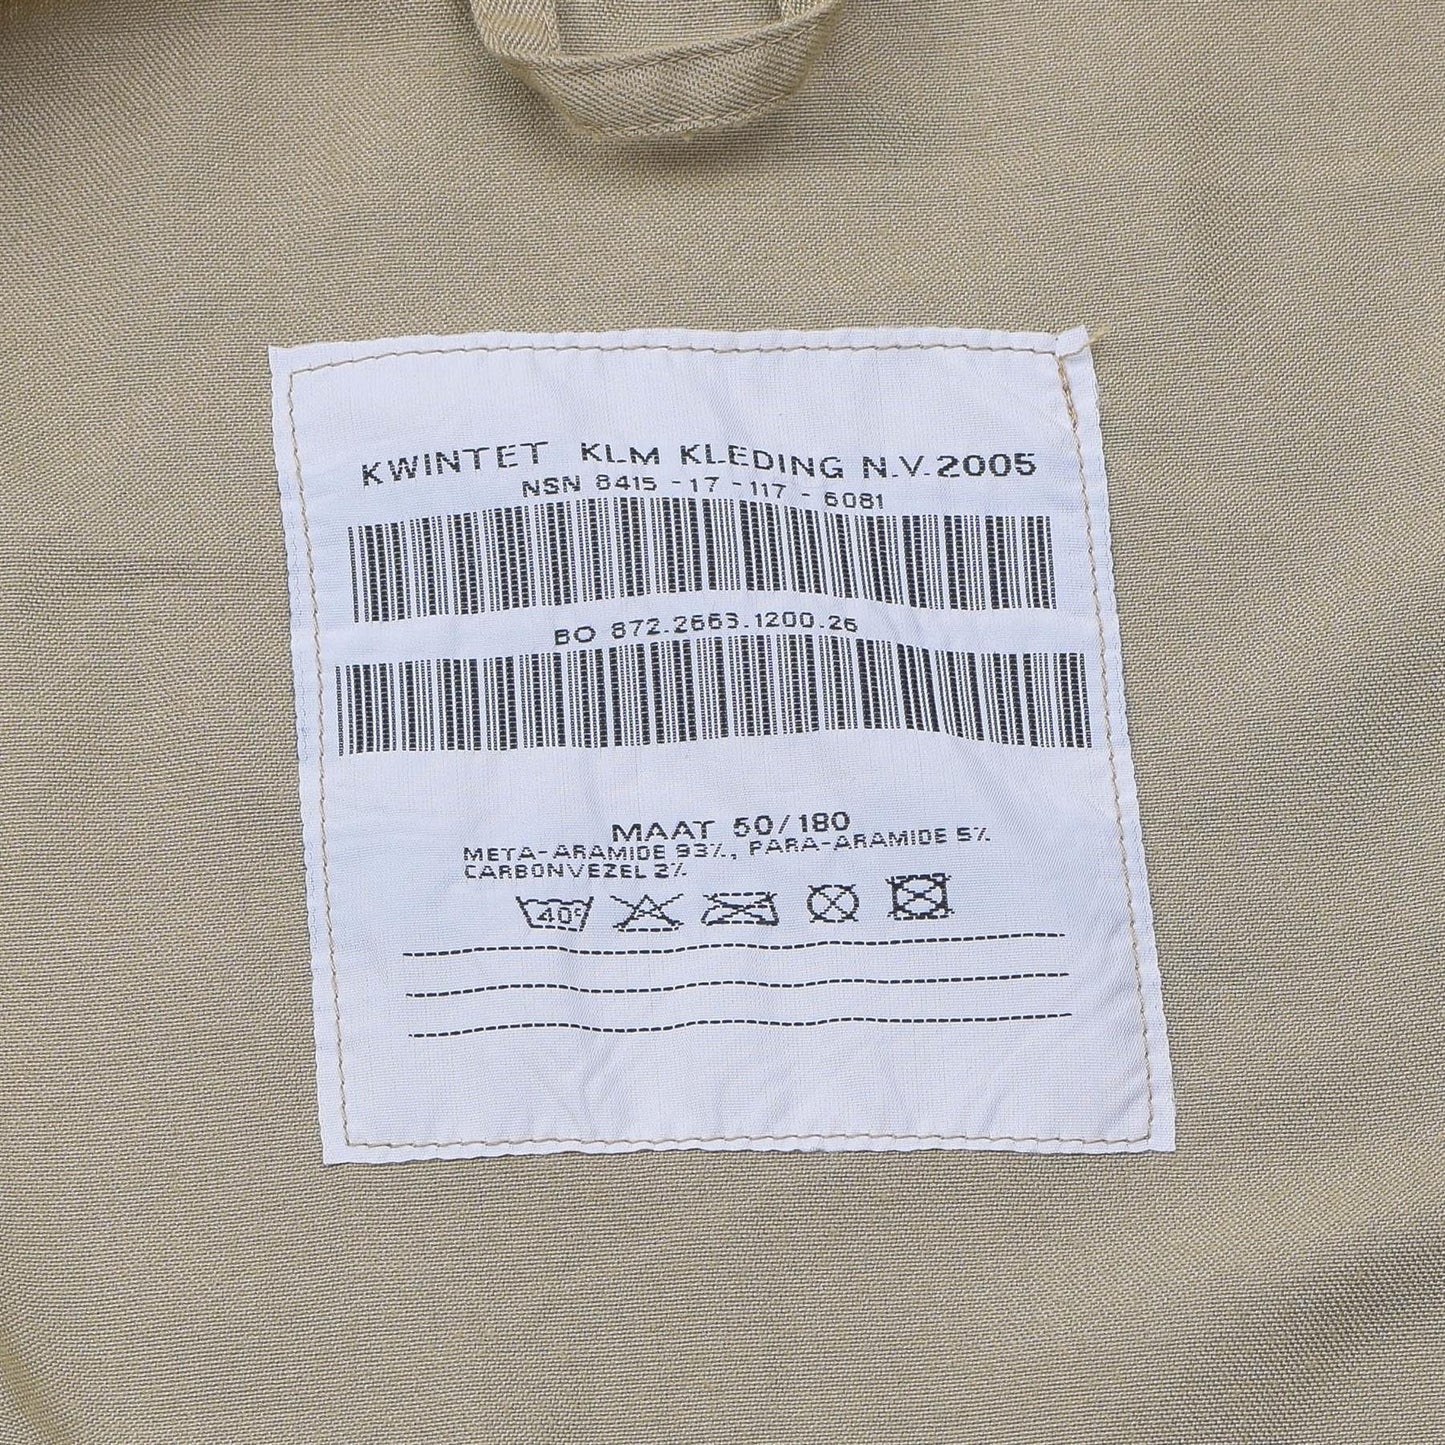 KWINTET KLM KLEDING N.V. 2005
NSN 8415 -17 -117 - 6081
BO 872.2663.1200.26
MAAT 50/180
META-ARAMIDE 93%, PARA-ARAMIDE 5%
CARBONVEZEL 2%
40°